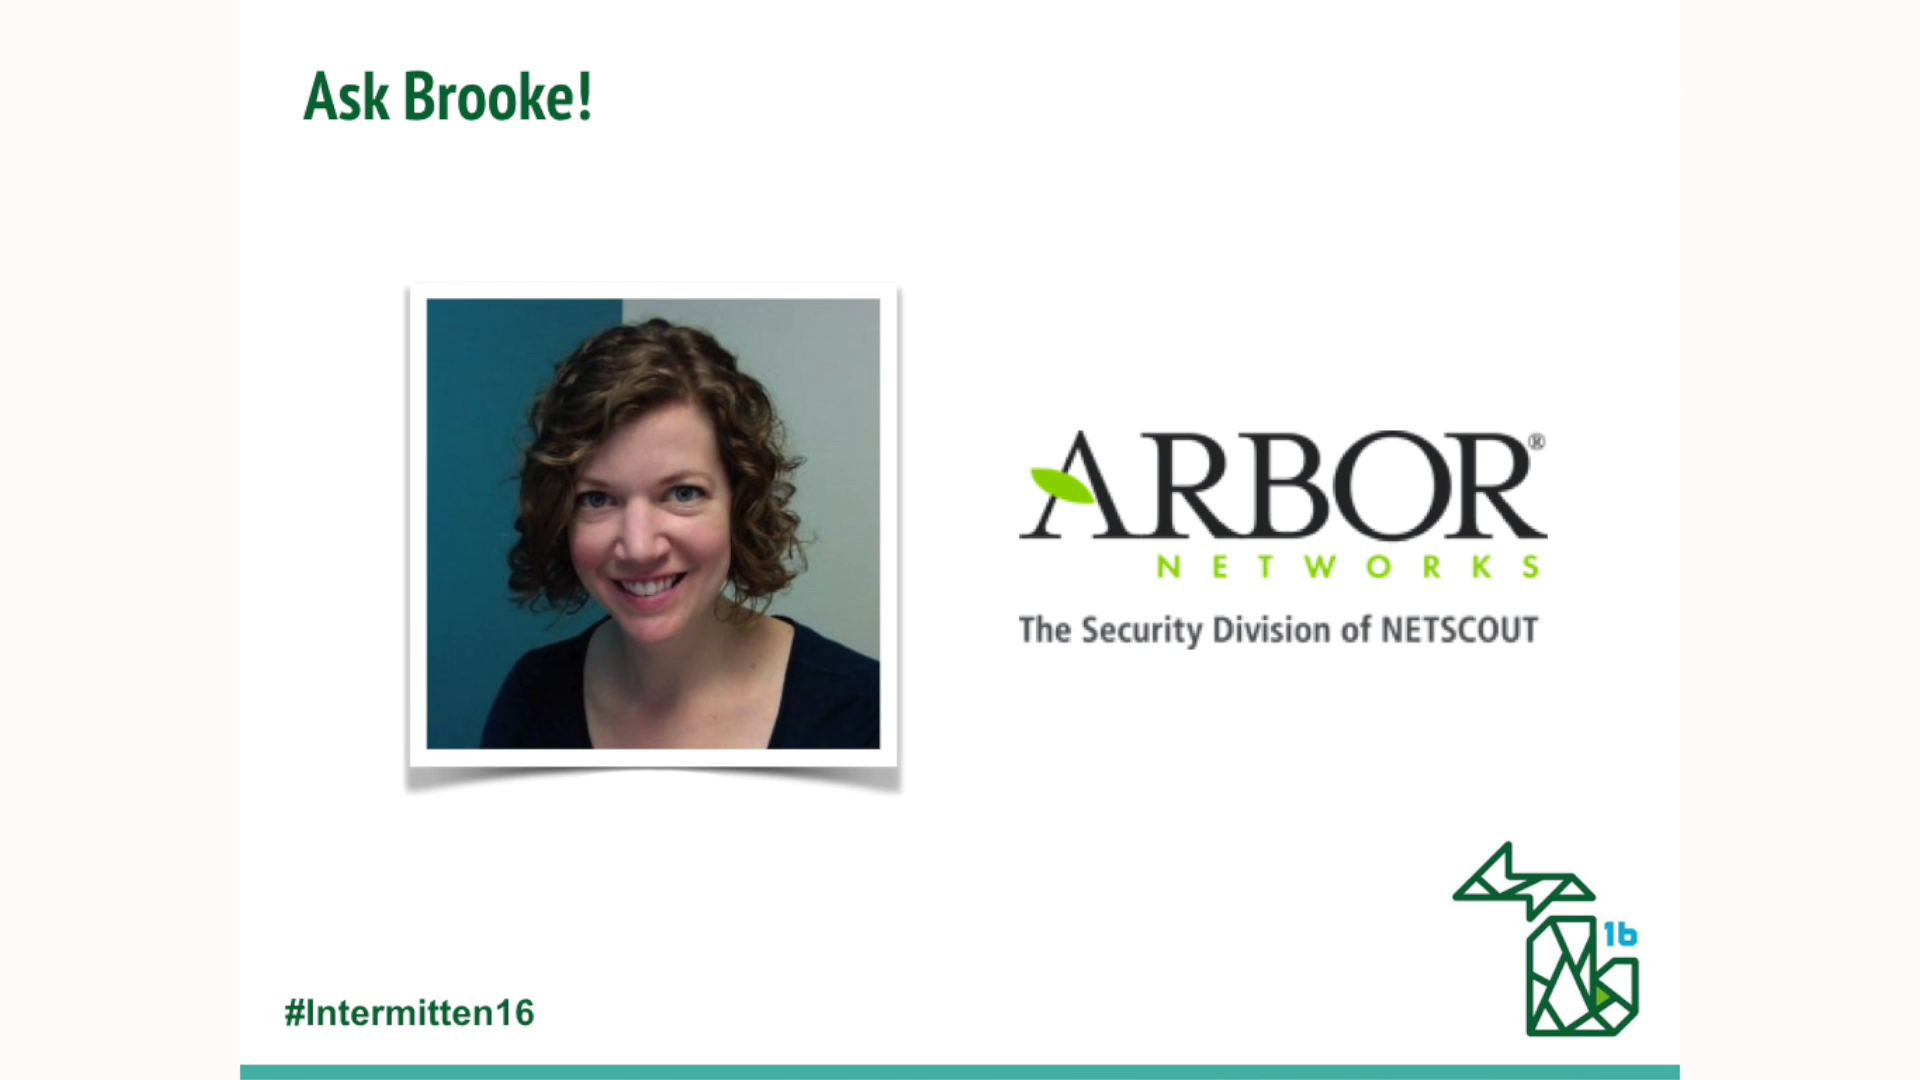 Ask Brooke!
ARBOR®
NETWORKS
The Security Division of NETSCOUT
16
#Intermitten16